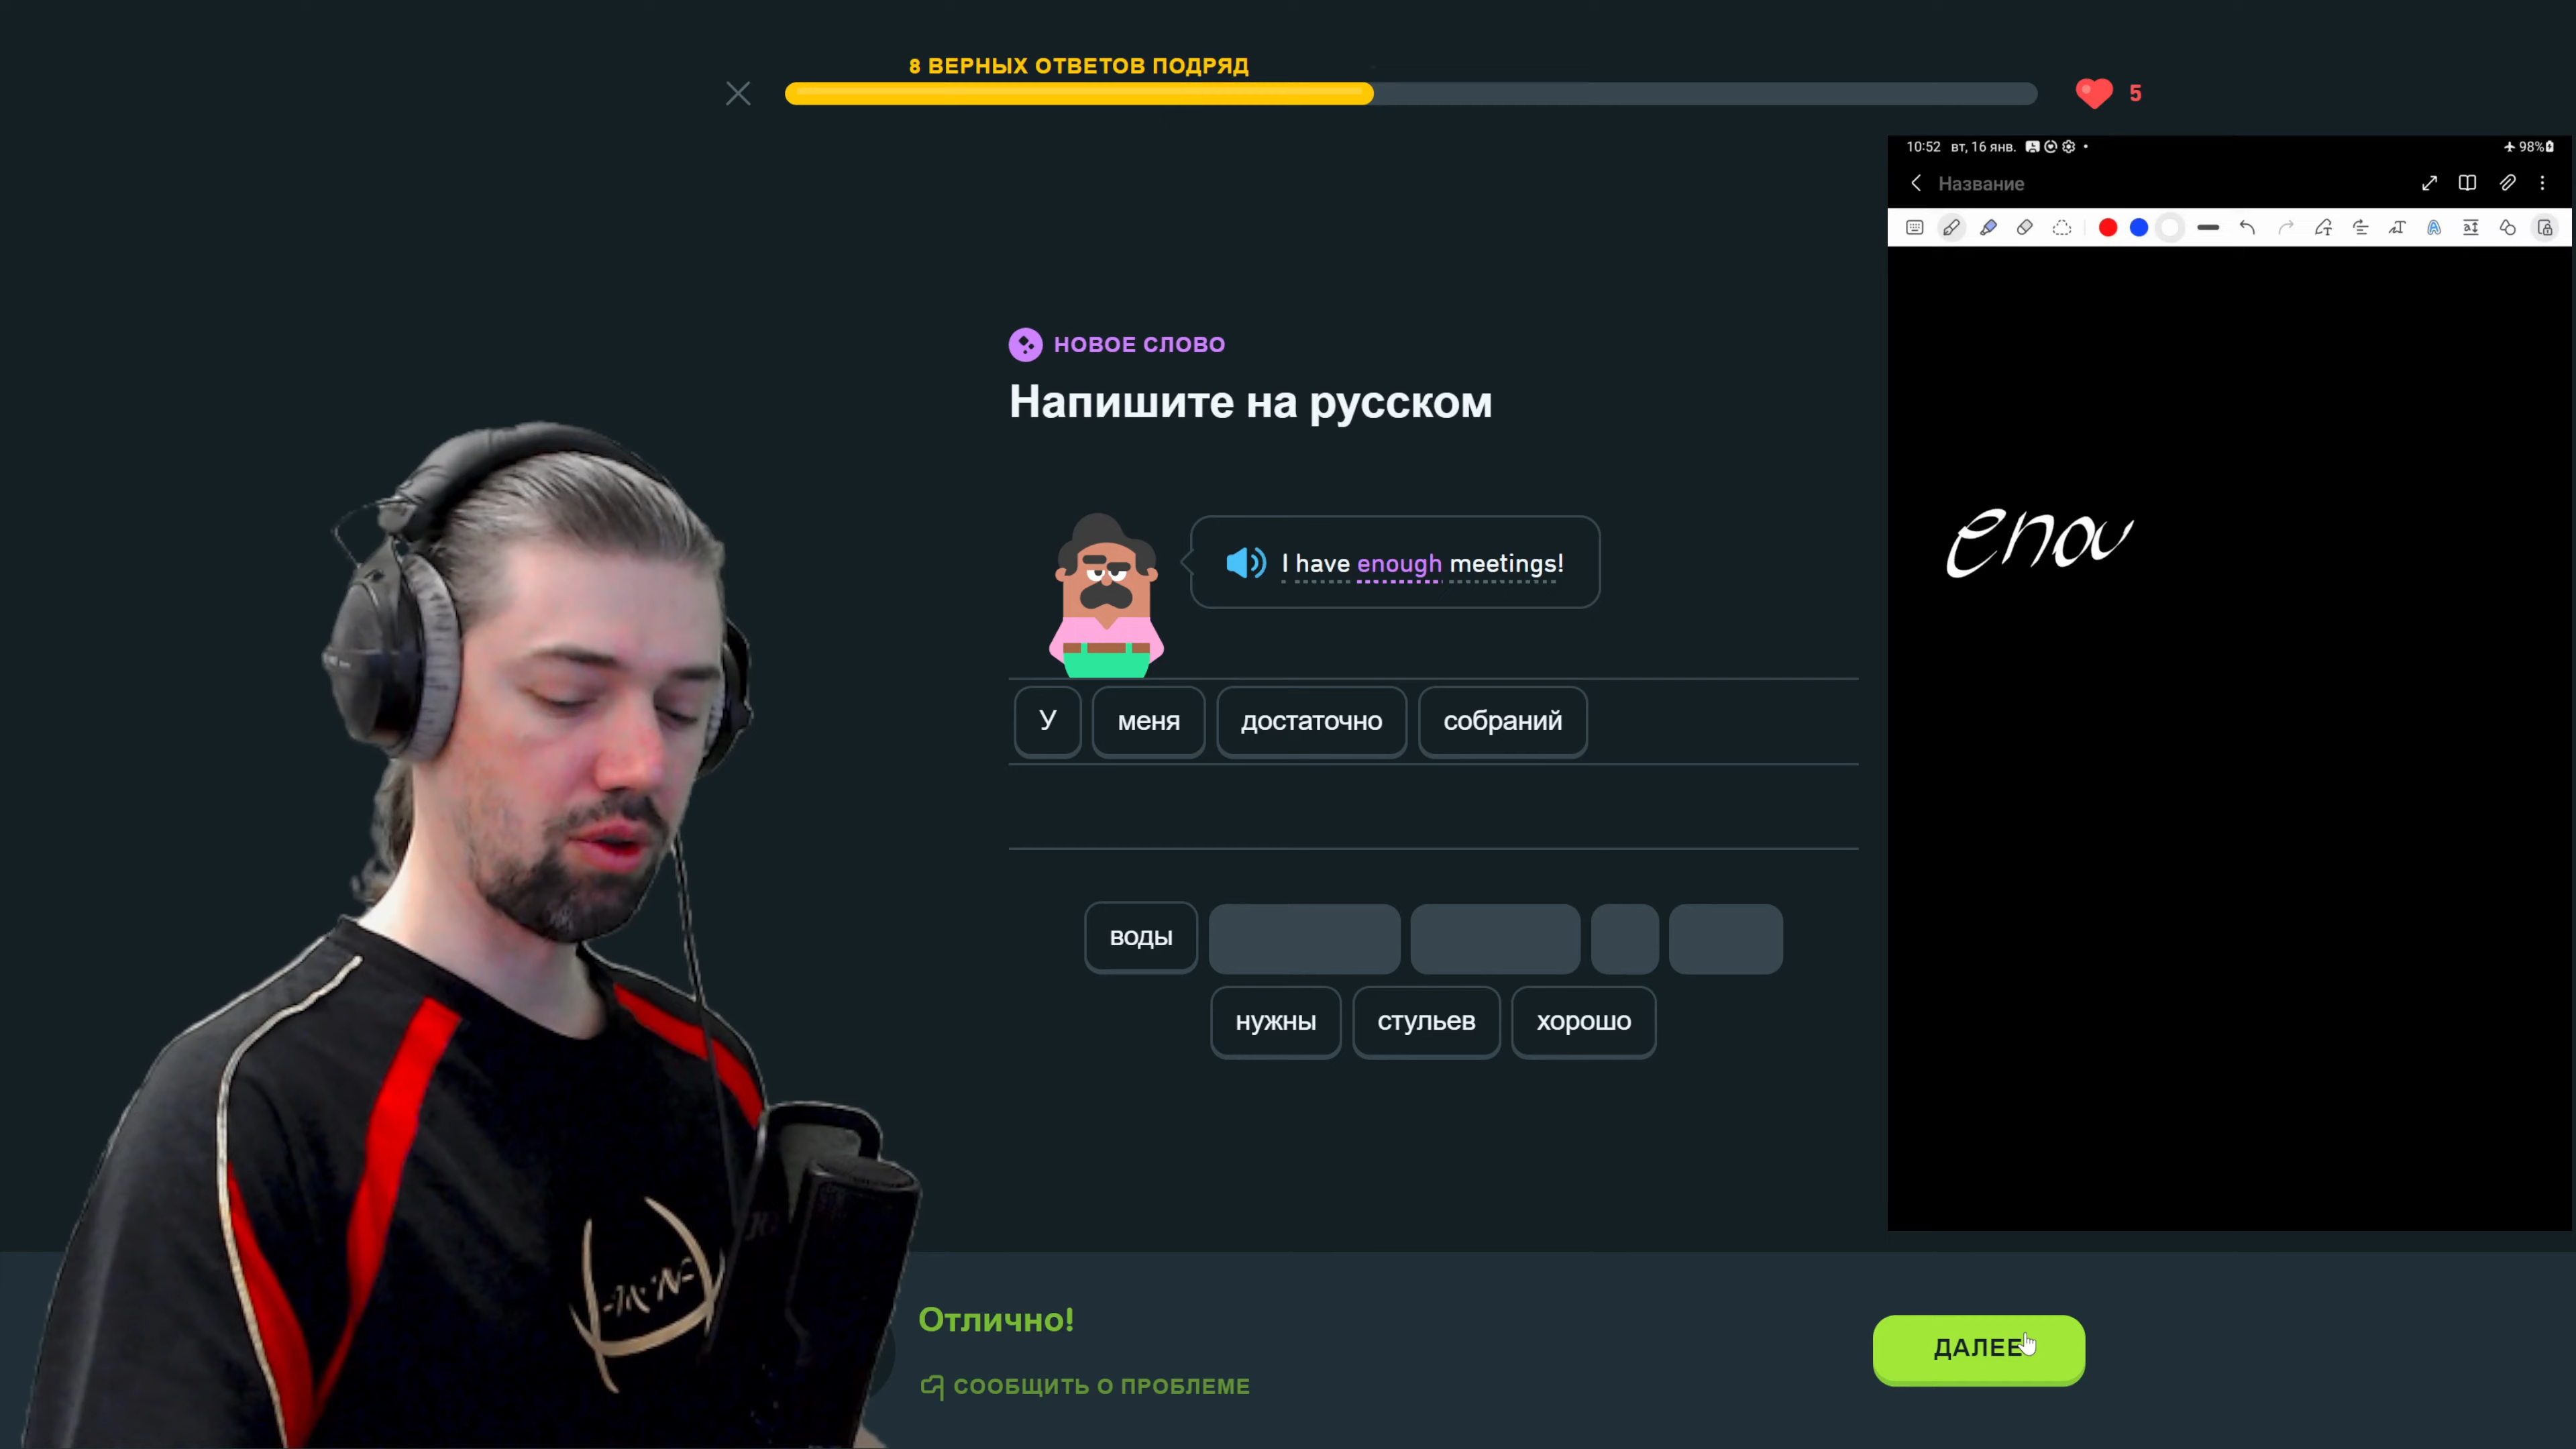 8 ВЕРНЫХ ОТВЕТОВ ПОДРЯД
5
10:52 вт, 16 янв.
98%
Название
НОВОЕ СЛОВО
Напишите на русском
enou
I have enough meetings!
У меня достаточно собраний
воды
нужны стульев хорошо
Отлично!
ДАЛЕЕ
СООБЩИТЬ О ПРОБЛЕМЕ